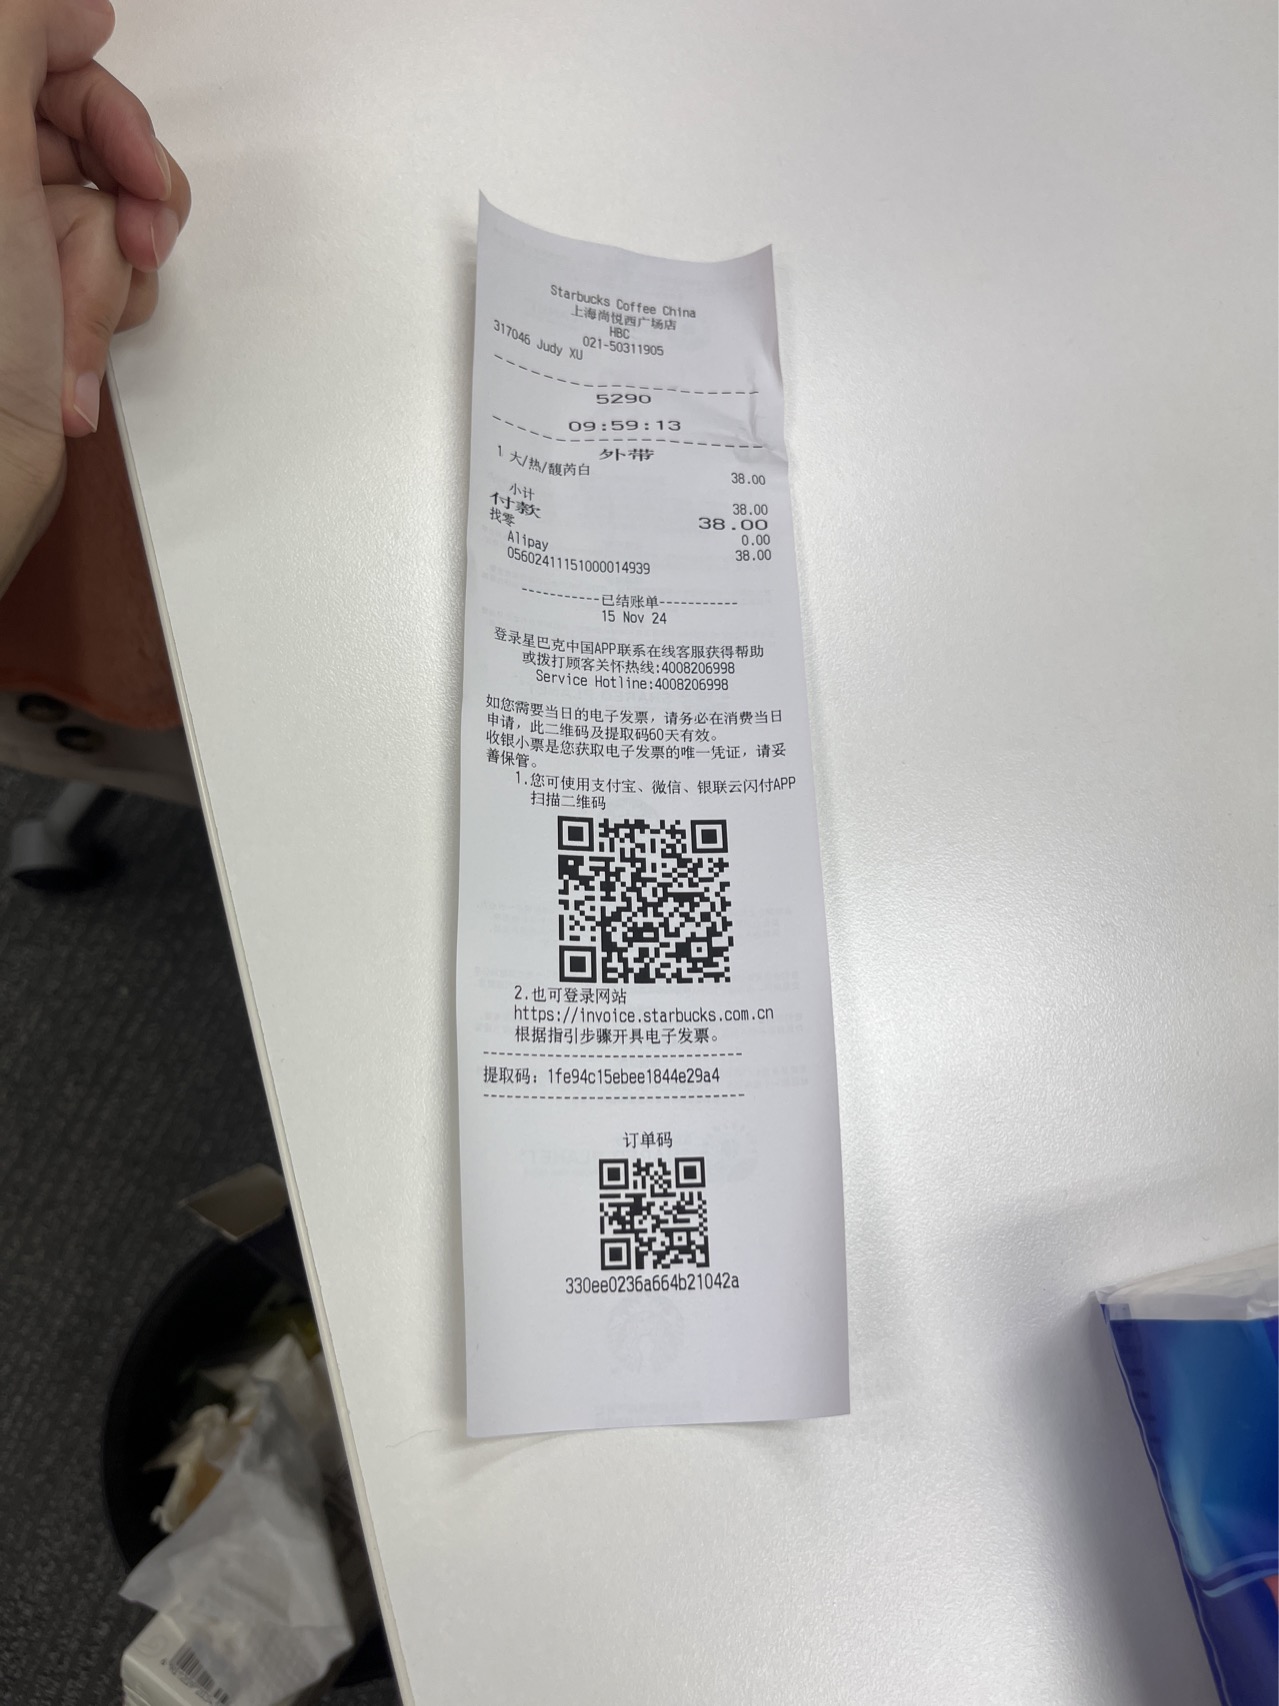 Starbucks Coffee China
上海尚悦西广场店
HBC
021-50311905
317046 Judy XU
5290
09:59:13
外带
1 大/热/馥芮白 38.00
小计 38.00
付款 38.00
找零 0.00
Alipay 38.00
05602411151000014939
-----------已结账单-----------
15 Nov 24
登录星巴克中国APP联系在线客服获得帮助
或拨打顾客关怀热线:4008206998
Service Hotline:4008206998
如您需要当日的电子发票，请务必在消费当日
申请，此二维码及提取码60天有效。
收银小票是您获取电子发票的唯一凭证，请妥
善保管。
1.您可使用支付宝、微信、银联云闪付APP
扫描二维码
2.也可登录网站
https://invoice.starbucks.com.cn
根据指引步骤开具电子发票。
提取码：1fe94c15ebee1844e29a4
订单码
330ee0236a664b21042a